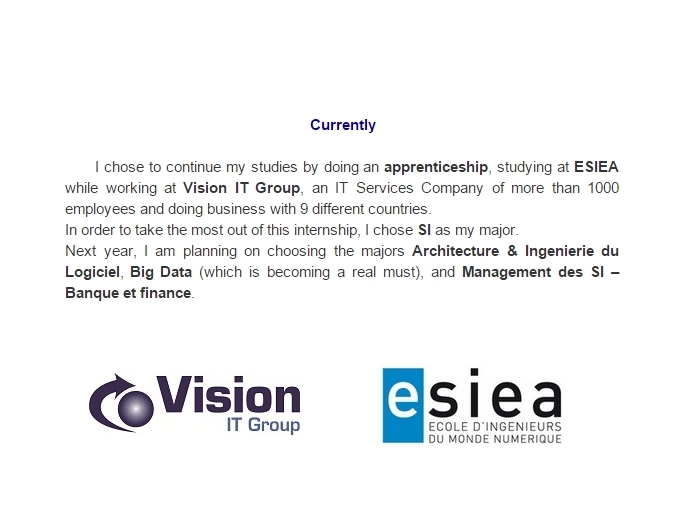 Currently
I chose to continue my studies by doing an apprenticeship, studying at ESIEA
while working at Vision IT Group, an IT Services Company of more than 1000
employees and doing business with 9 different countries.
In order to take the most out of this internship, I chose SI as my major.
Next year, I am planning on choosing the majors Architecture & Ingenierie du
Logiciel, Big Data (which is becoming a real must), and Management des SI –
Banque et finance.
Vision
IT Group
esiea
ECOLE D'INGENIEURS
DU MONDE NUMERIQUE